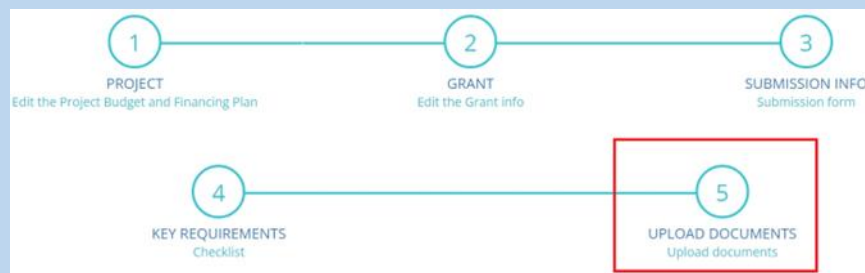 1
2
3
PROJECT
GRANT
SUBMISSION INFO
Edit the Project Budget and Financing Plan
Edit the Grant info
Submission form
4
5
KEY REQUIREMENTS
UPLOAD DOCUMENTS
Checklist
Upload documents